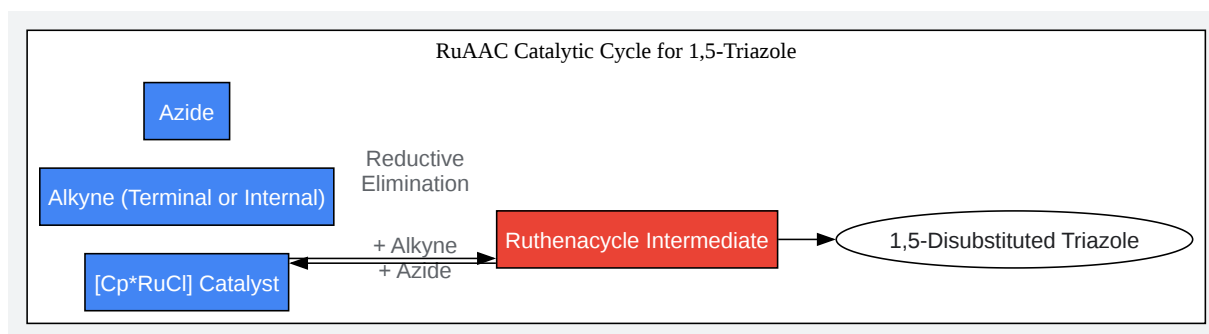 RuAAC Catalytic Cycle for 1,5-Triazole
Azide
Alkyne (Terminal or Internal)
Reductive
Elimination
+ Alkyne
+ Azide
[Cp*RuCl] Catalyst
Ruthenacycle Intermediate
1,5-Disubstituted Triazole